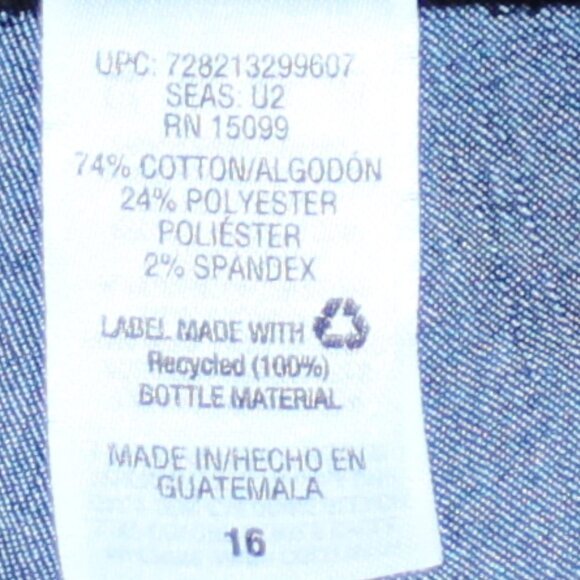 UPC: 728213299607
SEAS: U2
RN 15099
74% COTTON/ALGODÓN
24% POLYESTER
POLIÉSTER
2% SPANDEX
LABEL MADE WITH
Recycled (100%)
BOTTLE MATERIAL
MADE IN/HECHO EN
GUATEMALA
16